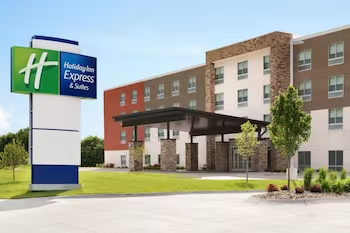 H
Holiday Inn
Express
& Suites